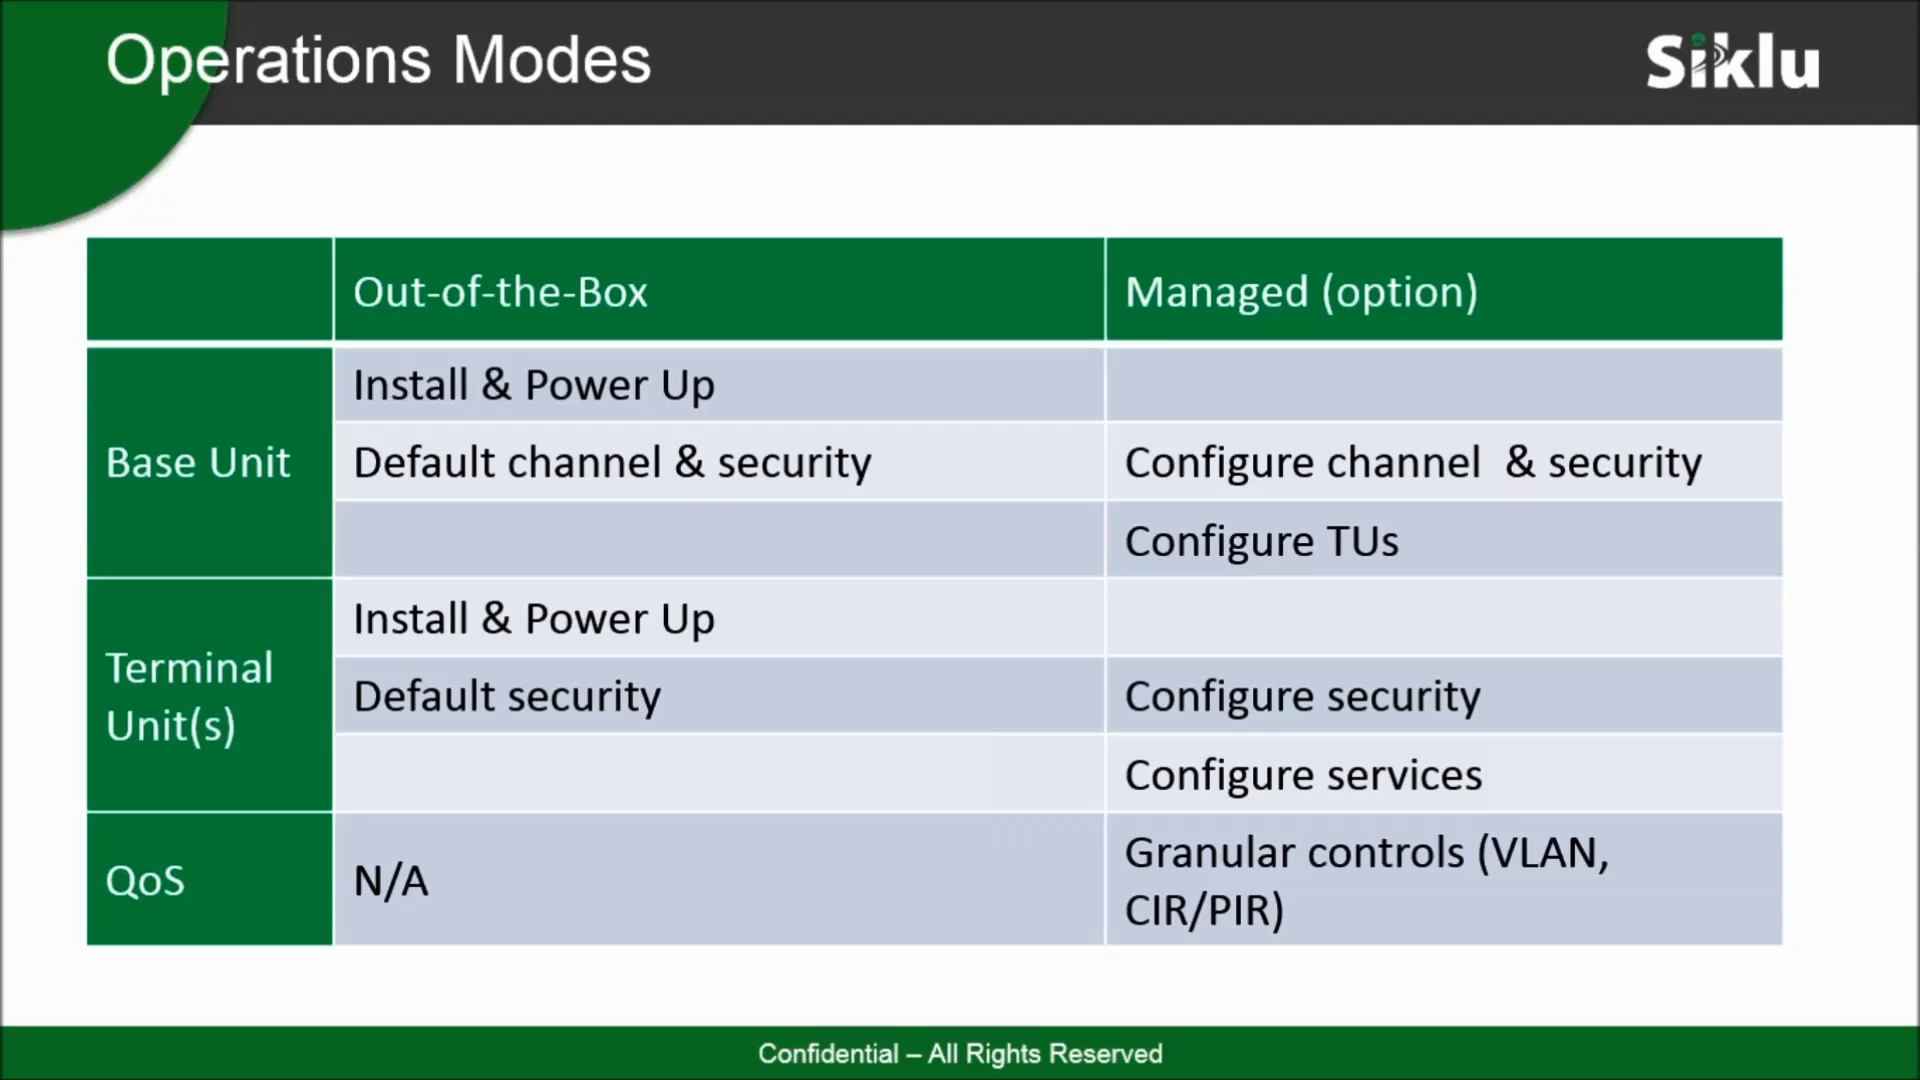 Operations Modes
Siklu
Out-of-the-Box
Managed (option)
Base Unit
Install & Power Up
Default channel & security
Configure channel & security
Configure TUs
Terminal
Unit(s)
Install & Power Up
Default security
Configure security
Configure services
QoS
N/A
Granular controls (VLAN,
CIR/PIR)
Confidential – All Rights Reserved